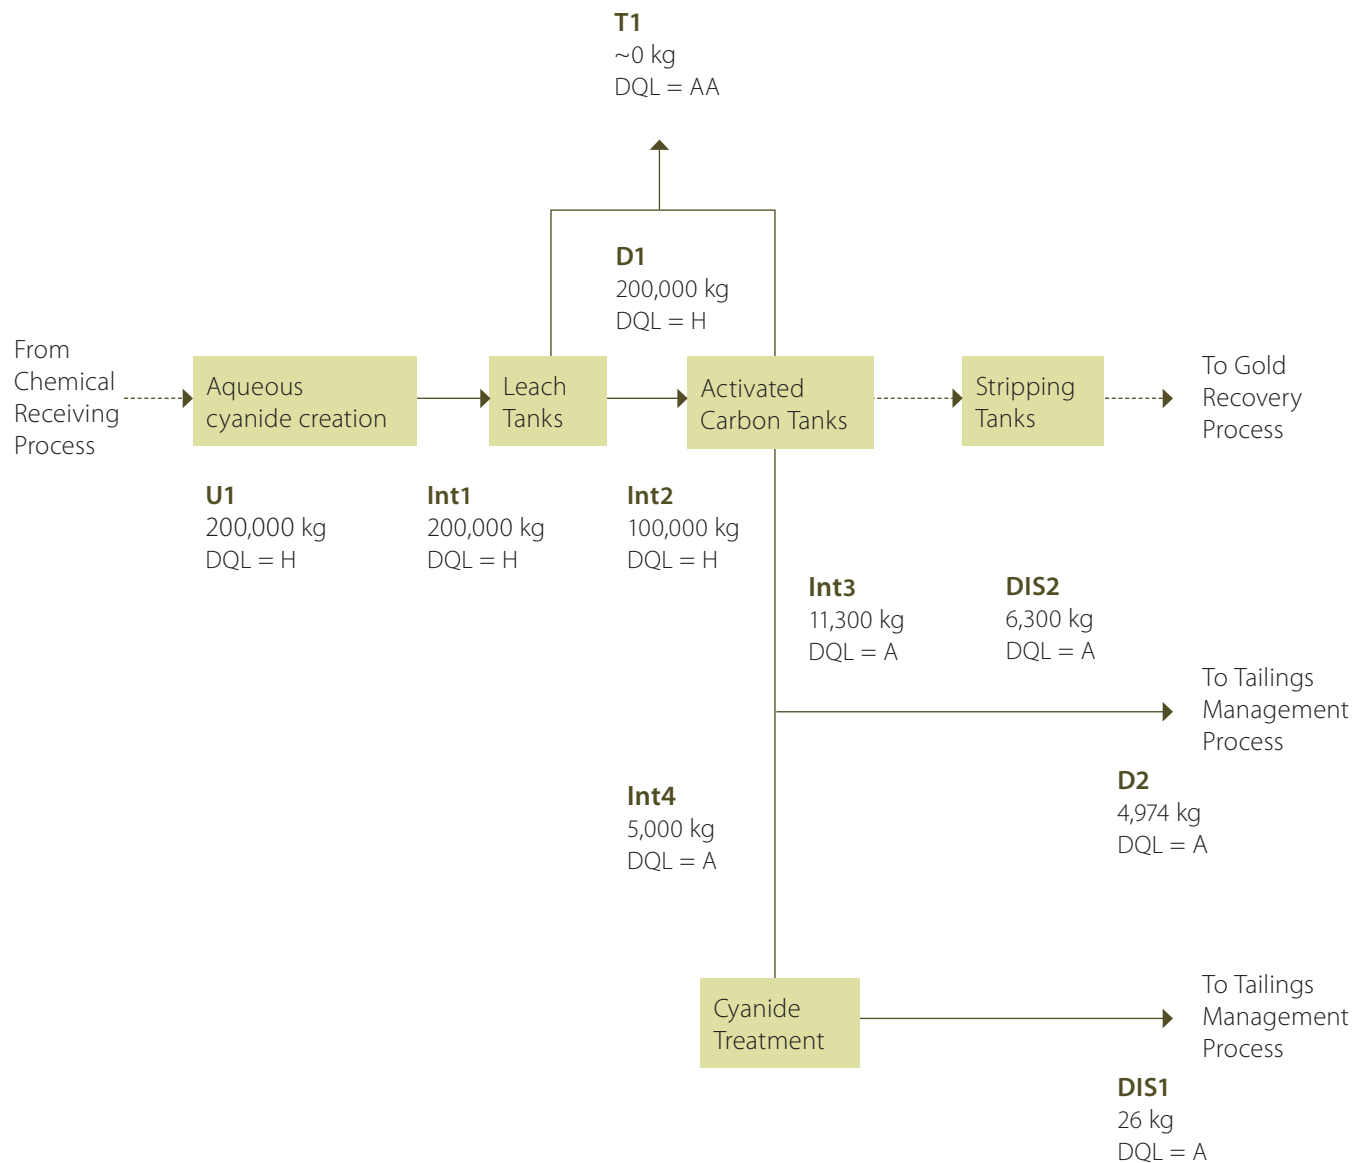 T1
~0 kg
DQL = AA
D1
200,000 kg
DQL = H
From
Chemical
Receiving
Process
Aqueous
cyanide creation
Leach
Tanks
Activated
Carbon Tanks
Stripping
Tanks
To Gold
Recovery
Process
U1
200,000 kg
DQL = H
Int1
200,000 kg
DQL = H
Int2
100,000 kg
DQL = H
Int3
11,300 kg
DQL = A
DIS2
6,300 kg
DQL = A
To Tailings
Management
Process
D2
4,974 kg
DQL = A
Int4
5,000 kg
DQL = A
Cyanide
Treatment
To Tailings
Management
Process
DIS1
26 kg
DQL = A